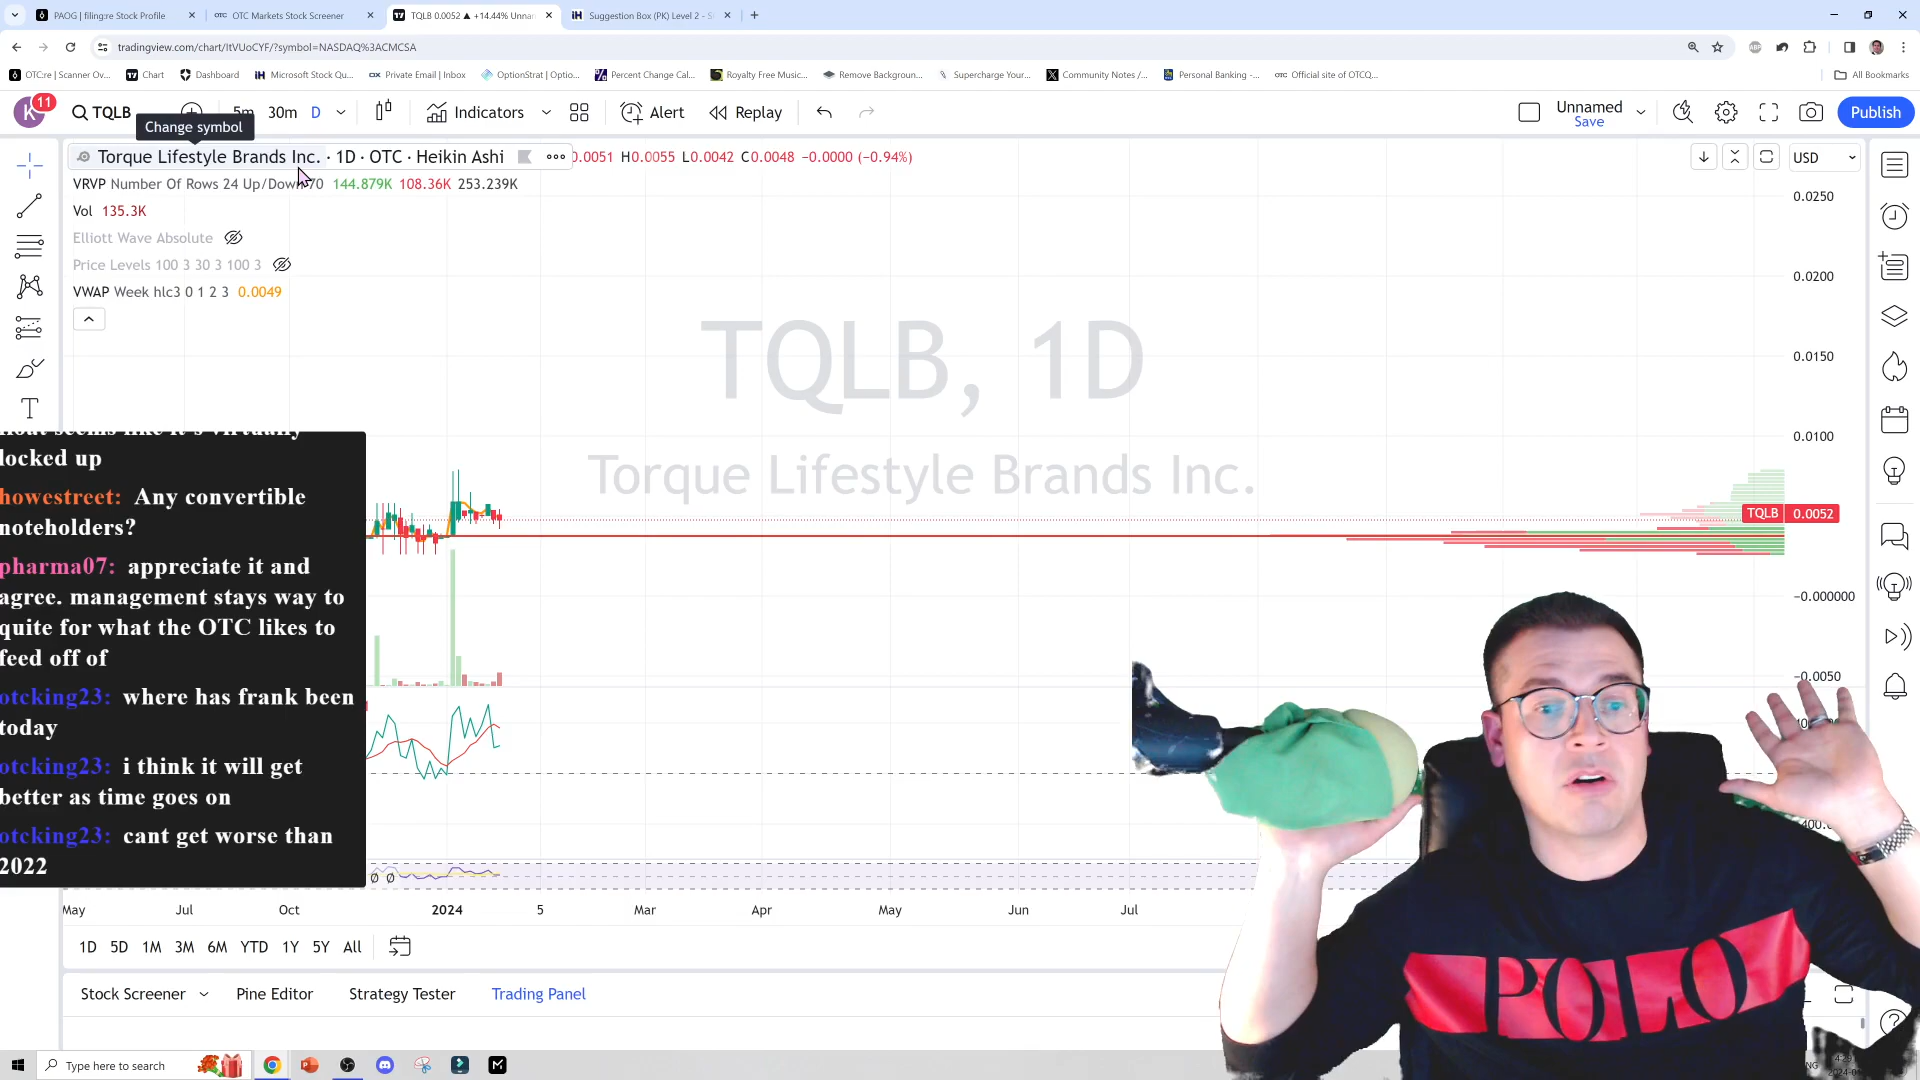 PAOG | filing:re Stock Profile
OTC Markets Stock Screener
TQLB 0.0052 ▲ +14.44% Unna
Suggestion Box (PK) Level 2 - S
tradingview.com/chart/ItVUoCYF/?symbol=NASDAQ%3ACMCSA
OTC:re | Scanner Ov...
Chart
Dashboard
Microsoft Stock Qu...
Private Email | Inbox
OptionStrat | Optio...
Percent Change Cal...
Royalty Free Music...
Remove Backgroun...
Supercharge Your...
Community Notes /...
Personal Banking -...
Official site of OTCQ...
All Bookmarks
K 11
TQLB
5m 30m D
Indicators
Alert
Replay
Unnamed
Save
Publish
Change symbol
Torque Lifestyle Brands Inc. · 1D · OTC · Heikin Ashi
0.0051 H0.0055 L0.0042 C0.0048 -0.0000 (−0.94%)
USD
VRVP Number Of Rows 24 Up/Down 70 144.879K 108.36K 253.239K
Vol 135.3K
Elliott Wave Absolute
Price Levels 100 3 30 3 100 3
VWAP Week hlc3 0 1 2 3 0.0049
TQLB, 1D
Torque Lifestyle Brands Inc.
0.0250
0.0200
0.0150
0.0100
TQLB 0.0052
−0.000000
−0.0050
float seems like it's virtually
locked up
howestreet: Any convertible
noteholders?
pharma07: appreciate it and
agree. management stays way to
quite for what the OTC likes to
feed off of
otcking23: where has frank been
today
otcking23: i think it will get
better as time goes on
otcking23: cant get worse than
2022
Ø Ø
May Jul Oct 2024 5 Mar Apr May Jun Jul
1D 5D 1M 3M 6M YTD 1Y 5Y All
Stock Screener
Pine Editor
Strategy Tester
Trading Panel
POLO
Type here to search